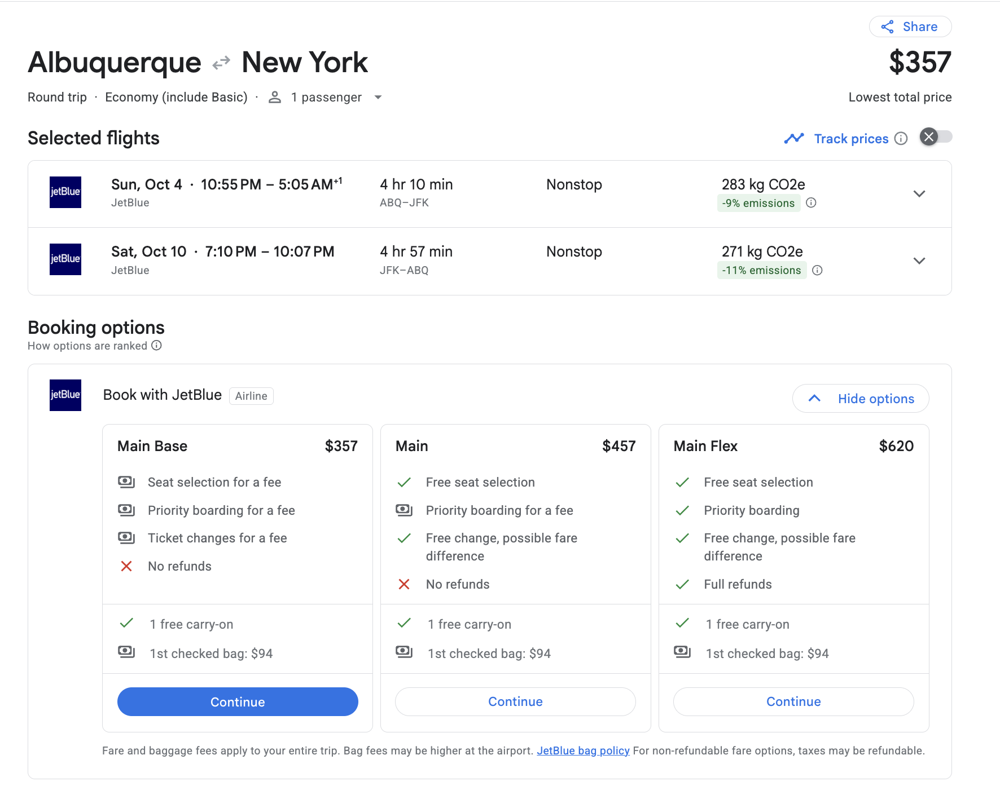 Share
Albuquerque New York
$357
Round trip · Economy (include Basic) · 1 passenger
Lowest total price
Selected flights
Track prices
jetBlue
Sun, Oct 4 · 10:55 PM – 5:05 AM+1
4 hr 10 min
Nonstop
283 kg CO2e
JetBlue
ABQ–JFK
-9% emissions
jetBlue
Sat, Oct 10 · 7:10 PM – 10:07 PM
4 hr 57 min
Nonstop
271 kg CO2e
JetBlue
JFK–ABQ
-11% emissions
Booking options
How options are ranked
jetBlue
Book with JetBlue
Airline
Hide options
Main Base $357
Seat selection for a fee
Priority boarding for a fee
Ticket changes for a fee
No refunds
1 free carry-on
1st checked bag: $94
Continue
Main $457
Free seat selection
Priority boarding for a fee
Free change, possible fare
difference
No refunds
1 free carry-on
1st checked bag: $94
Continue
Main Flex $620
Free seat selection
Priority boarding
Free change, possible fare
difference
Full refunds
1 free carry-on
1st checked bag: $94
Continue
Fare and baggage fees apply to your entire trip. Bag fees may be higher at the airport. JetBlue bag policy For non-refundable fare options, taxes may be refundable.